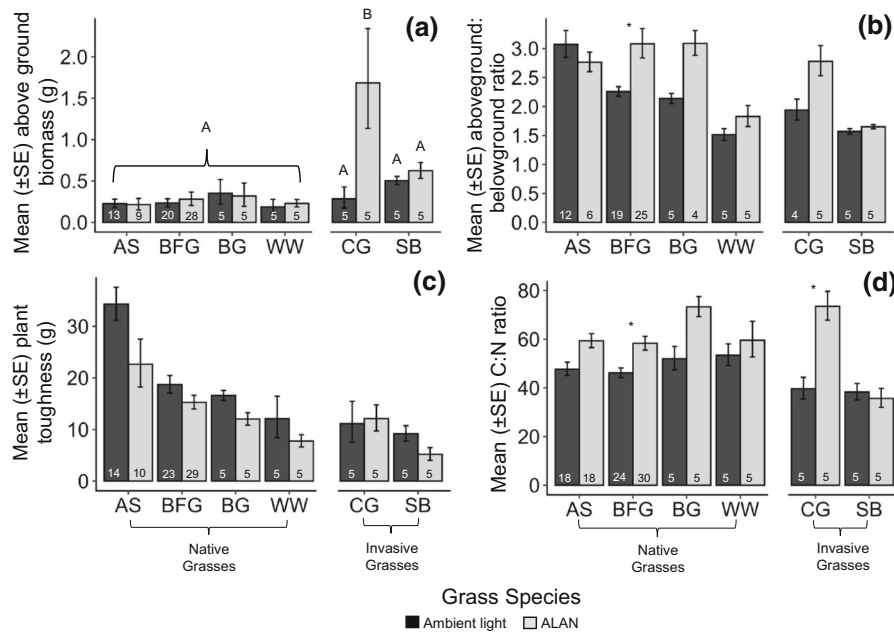 (a)
Mean (±SE) above ground
biomass (g)
2.0
1.5
1.0
0.5
0.0
A
A
B
A
A
13
9
20
28
5
5
5
5
5
5
5
5
AS
BFG
BG
WW
CG
SB
(b)
Mean (±SE) aboveground:
belowground ratio
3.0
2.5
2.0
1.5
1.0
0.5
0.0
*
12
6
19
25
5
4
5
5
4
5
5
5
AS
BFG
BG
WW
CG
SB
(c)
Mean (±SE) plant
toughness (g)
30
20
10
0
14
10
23
29
5
5
5
5
5
5
5
5
AS
BFG
BG
WW
CG
SB
Native
Grasses
Invasive
Grasses
(d)
Mean (±SE) C:N ratio
80
60
40
20
0
*
*
18
18
24
30
5
5
5
5
5
5
5
5
AS
BFG
BG
WW
CG
SB
Native
Grasses
Invasive
Grasses
Grass Species
Ambient light
ALAN